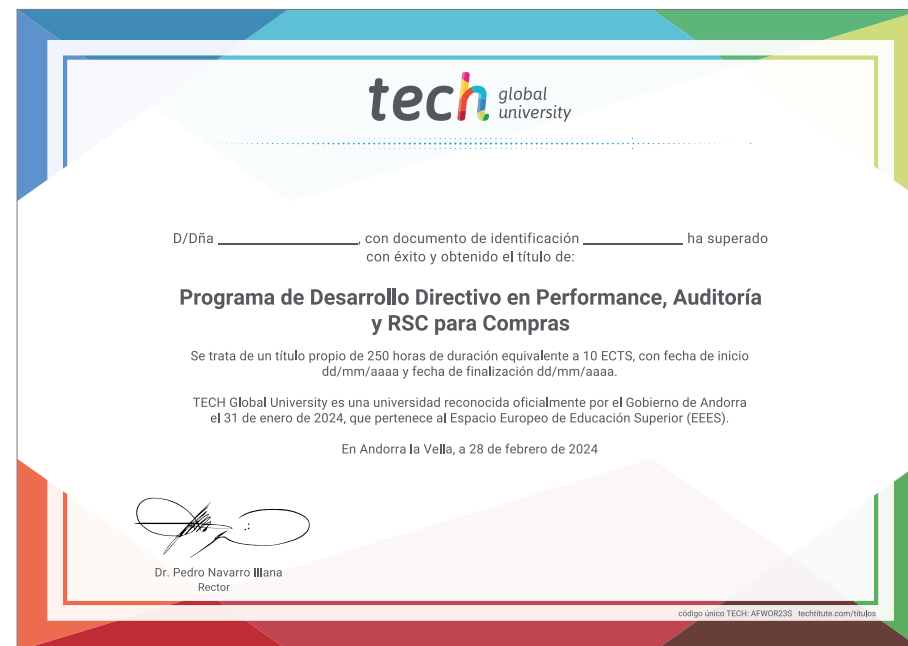 tech global university
D/Dña ____________________, con documento de identificación ______________ ha superado
con éxito y obtenido el título de:
Programa de Desarrollo Directivo en Performance, Auditoría
y RSC para Compras
Se trata de un título propio de 250 horas de duración equivalente a 10 ECTS, con fecha de inicio
dd/mm/aaaa y fecha de finalización dd/mm/aaaa.
TECH Global University es una universidad reconocida oficialmente por el Gobierno de Andorra
el 31 de enero de 2024, que pertenece al Espacio Europeo de Educación Superior (EEES).
En Andorra la Vella, a 28 de febrero de 2024
Dr. Pedro Navarro Illana
Rector
código único TECH: AFWOR23S techtitute.com/titulos